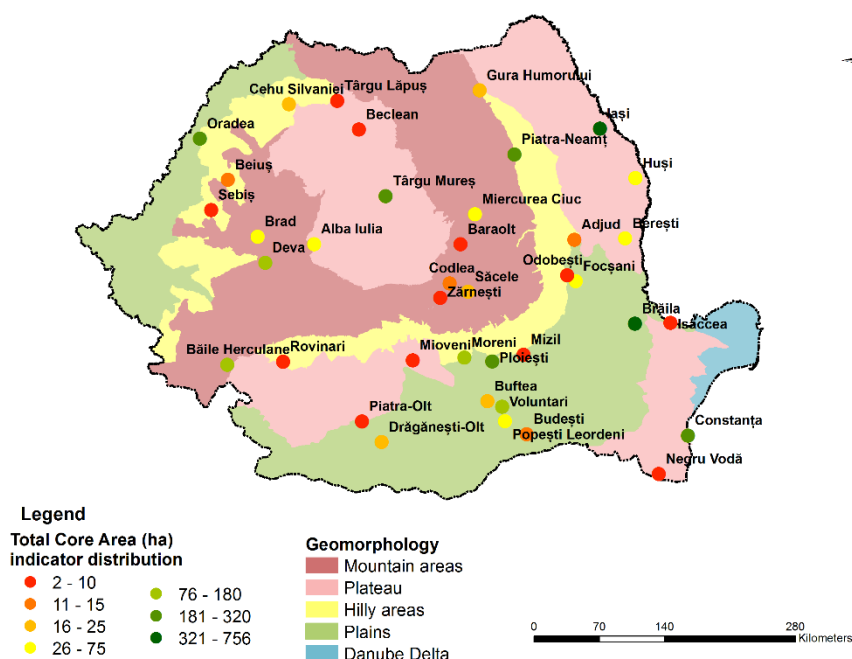 Gura Humorului
Cehu Silvaniei
Târgu Lăpuș
Beclean
Iași
Oradea
Piatra-Neamț
Beiuș
Huși
Târgu Mureș
Sebiș
Miercurea Ciuc
Brad
Alba Iulia
Baraolt
Adjud
Berești
Deva
Odobești
Focșani
Codlea
Săcele
Zărnești
Brăila
Isaccea
Băile Herculane
Rovinari
Mioveni
Moreni
Mizil
Ploiești
Buftea
Voluntari
Piatra-Olt
Budești
Constanța
Drăgănești-Olt
Popești Leordeni
Negru Vodă
Legend
Total Core Area (ha)
indicator distribution
2 - 10
11 - 15
16 - 25
26 - 75
76 - 180
181 - 320
321 - 756
Geomorphology
Mountain areas
Plateau
Hilly areas
Plains
Danube Delta
0 70 140 280
Kilometers